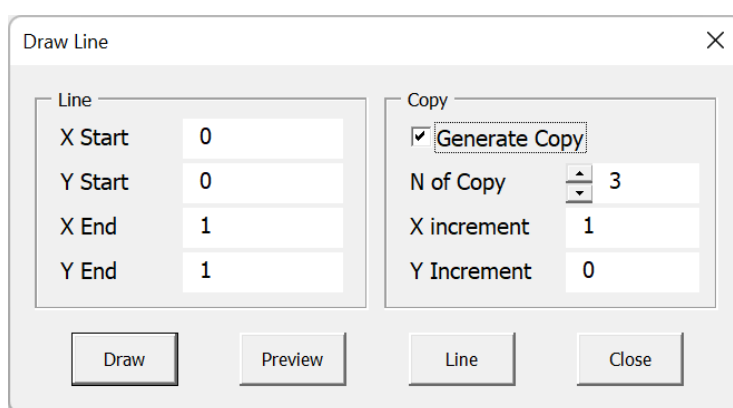 Draw Line
Line
X Start 0
Y Start 0
X End 1
Y End 1
Copy
Generate Copy
N of Copy 3
X increment 1
Y Increment 0
Draw Preview Line Close